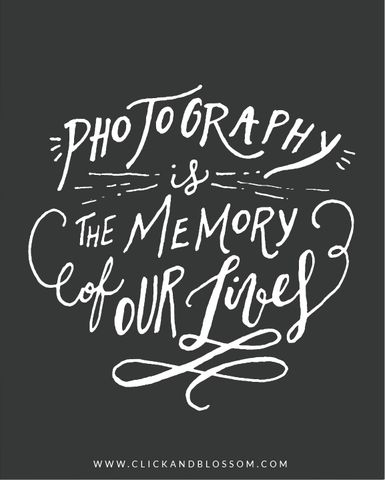 PHOTOGRAPHY
is
THE MEMORY
of OUR Lives
WWW.CLICKANDBLOSSOM.COM